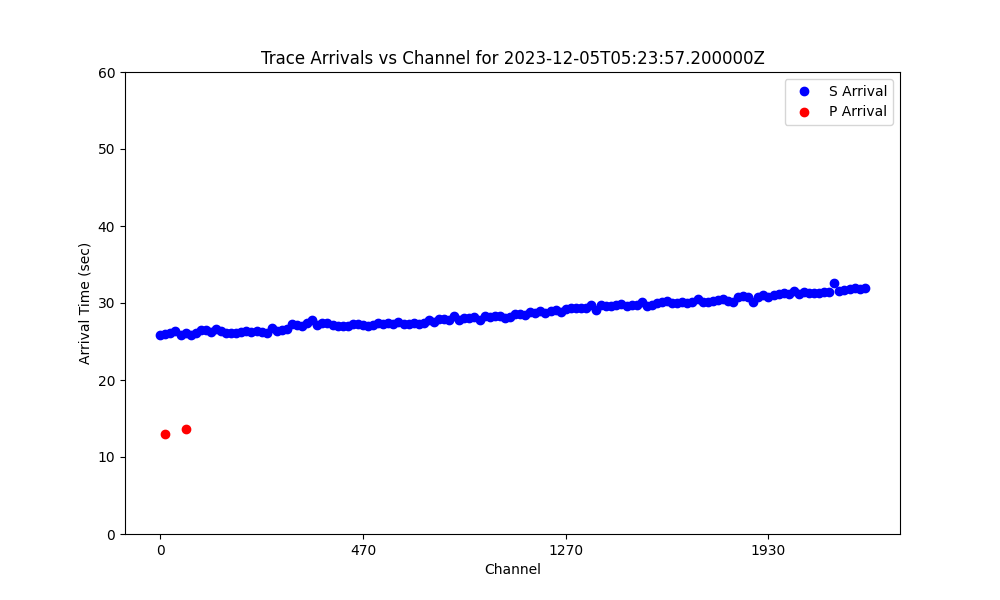 Trace Arrivals vs Channel for 2023-12-05T05:23:57.200000Z
S Arrival
P Arrival
60
50
40
30
20
10
0
Arrival Time (sec)
0 470 1270 1930
Channel